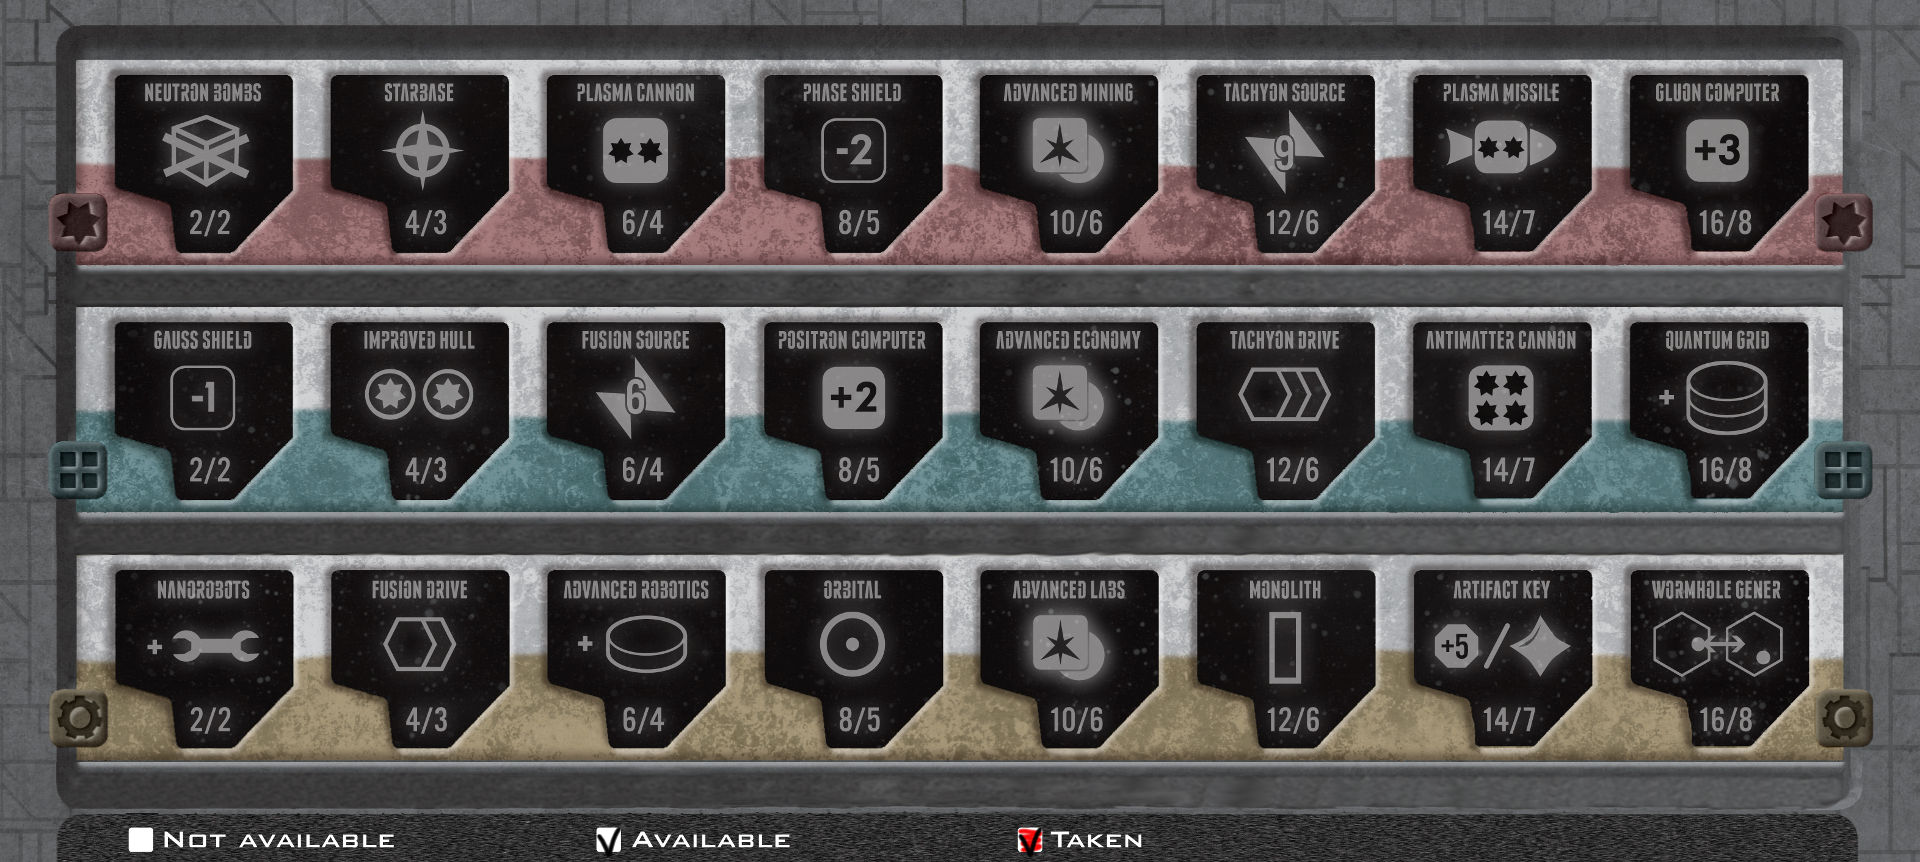 NEUTRON BOMBS
2/2
STARBASE
4/3
PLASMA CANNON
6/4
PHASE SHIELD
-2
8/5
ADVANCED MINING
10/6
TACHYON SOURCE
9
12/6
PLASMA MISSILE
14/7
GLUON COMPUTER
+3
16/8
GAUSS SHIELD
-1
2/2
IMPROVED HULL
4/3
FUSION SOURCE
6
6/4
POSITRON COMPUTER
+2
8/5
ADVANCED ECONOMY
10/6
TACHYON DRIVE
12/6
ANTIMATTER CANNON
14/7
QUANTUM GRID
+
16/8
NANOROBOTS
+
2/2
FUSION DRIVE
4/3
ADVANCED ROBOTICS
+
6/4
ORBITAL
8/5
ADVANCED LABS
10/6
MONOLITH
12/6
ARTIFACT KEY
+5 /
14/7
WORMHOLE GENER
16/8
NOT AVAILABLE
AVAILABLE
TAKEN